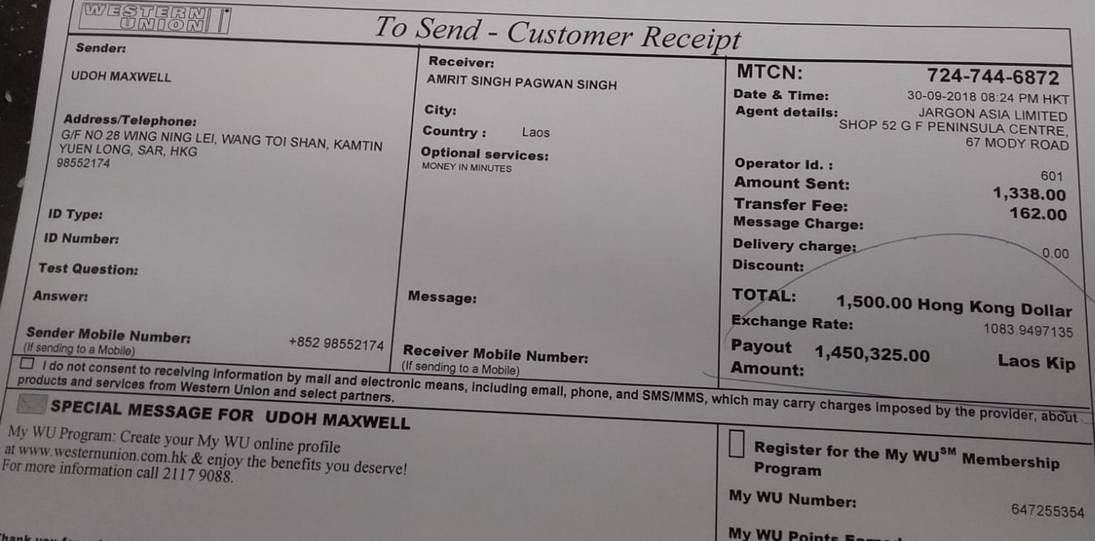 WESTERN
UNION
To Send - Customer Receipt
Sender:
UDOH MAXWELL
Address/Telephone:
G/F NO 28 WING NING LEI, WANG TOI SHAN, KAMTIN
YUEN LONG, SAR, HKG
98552174
ID Type:
ID Number:
Test Question:
Answer:
Sender Mobile Number: +852 98552174
(If sending to a Mobile)
Receiver:
AMRIT SINGH PAGWAN SINGH
City:
Country : Laos
Optional services:
MONEY IN MINUTES
Message:
Receiver Mobile Number:
(If sending to a Mobile)
MTCN: 724-744-6872
Date & Time: 30-09-2018 08:24 PM HKT
Agent details: JARGON ASIA LIMITED
SHOP 52 G F PENINSULA CENTRE,
67 MODY ROAD
Operator Id. : 601
Amount Sent: 1,338.00
Transfer Fee: 162.00
Message Charge:
Delivery charge: 0.00
Discount:
TOTAL: 1,500.00 Hong Kong Dollar
Exchange Rate: 1083.9497135
Payout 1,450,325.00 Laos Kip
Amount:
I do not consent to receiving information by mail and electronic means, including email, phone, and SMS/MMS, which may carry charges imposed by the provider, about
products and services from Western Union and select partners.
SPECIAL MESSAGE FOR UDOH MAXWELL
My WU Program: Create your My WU online profile
at www.westernunion.com.hk & enjoy the benefits you deserve!
For more information call 2117 9088.
Register for the My WU℠ Membership
Program
My WU Number: 647255354
My WU Points